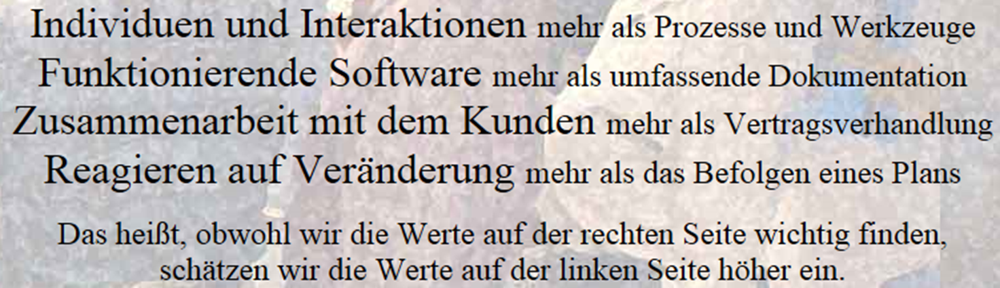 Individuen und Interaktionen mehr als Prozesse und Werkzeuge
Funktionierende Software mehr als umfassende Dokumentation
Zusammenarbeit mit dem Kunden mehr als Vertragsverhandlung
Reagieren auf Veränderung mehr als das Befolgen eines Plans
Das heißt, obwohl wir die Werte auf der rechten Seite wichtig finden,
schätzen wir die Werte auf der linken Seite höher ein.